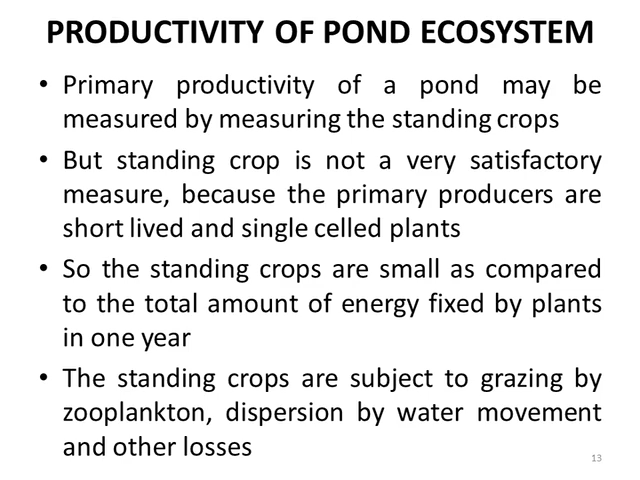 PRODUCTIVITY OF POND ECOSYSTEM
• Primary productivity of a pond may be
measured by measuring the standing crops
• But standing crop is not a very satisfactory
measure, because the primary producers are
short lived and single celled plants
• So the standing crops are small as compared
to the total amount of energy fixed by plants
in one year
• The standing crops are subject to grazing by
zooplankton, dispersion by water movement
and other losses
13